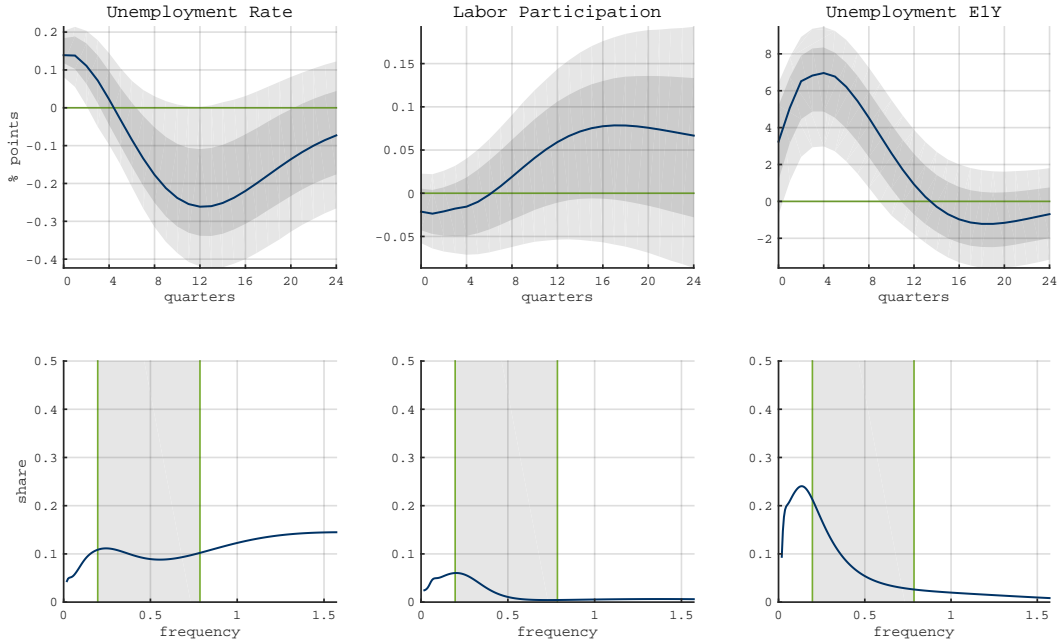 Unemployment Rate
Labor Participation
Unemployment E1Y
% points
0.2
0.1
0
-0.1
-0.2
-0.3
-0.4
0 4 8 12 16 20 24
quarters
0.15
0.1
0.05
0
-0.05
0 4 8 12 16 20 24
quarters
8
6
4
2
0
-2
0 4 8 12 16 20 24
quarters
share
0.5
0.4
0.3
0.2
0.1
0
0 0.5 1 1.5
frequency
0.5
0.4
0.3
0.2
0.1
0
0 0.5 1 1.5
frequency
0.5
0.4
0.3
0.2
0.1
0
0 0.5 1 1.5
frequency